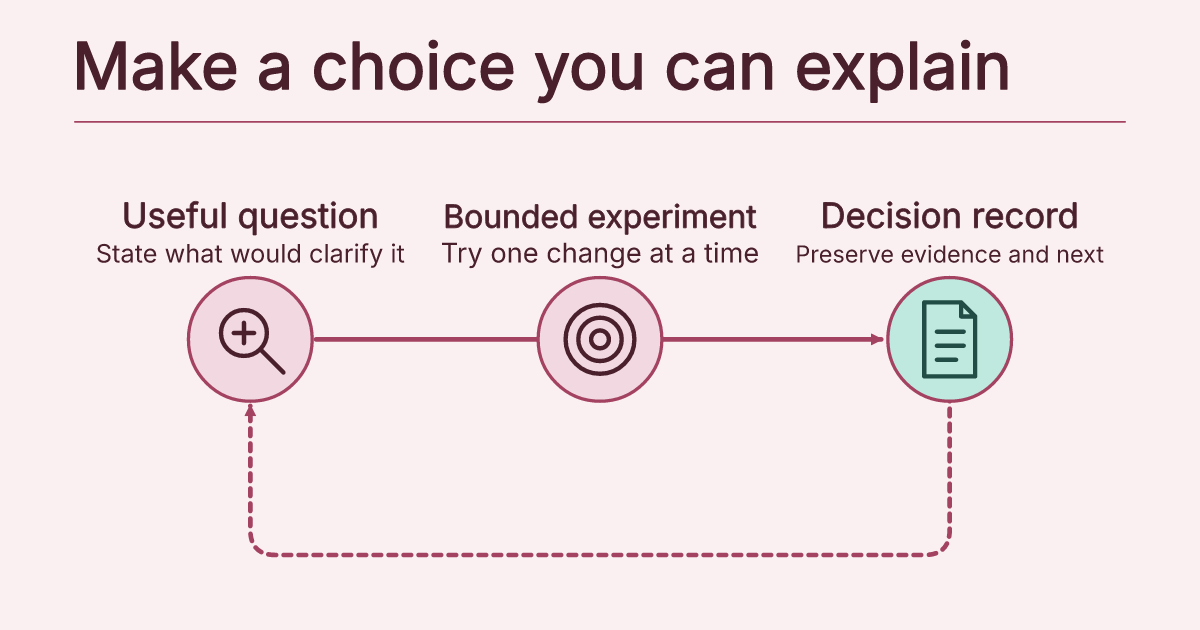 Make a choice you can explain
Useful question
State what would clarify it
Bounded experiment
Try one change at a time
Decision record
Preserve evidence and next